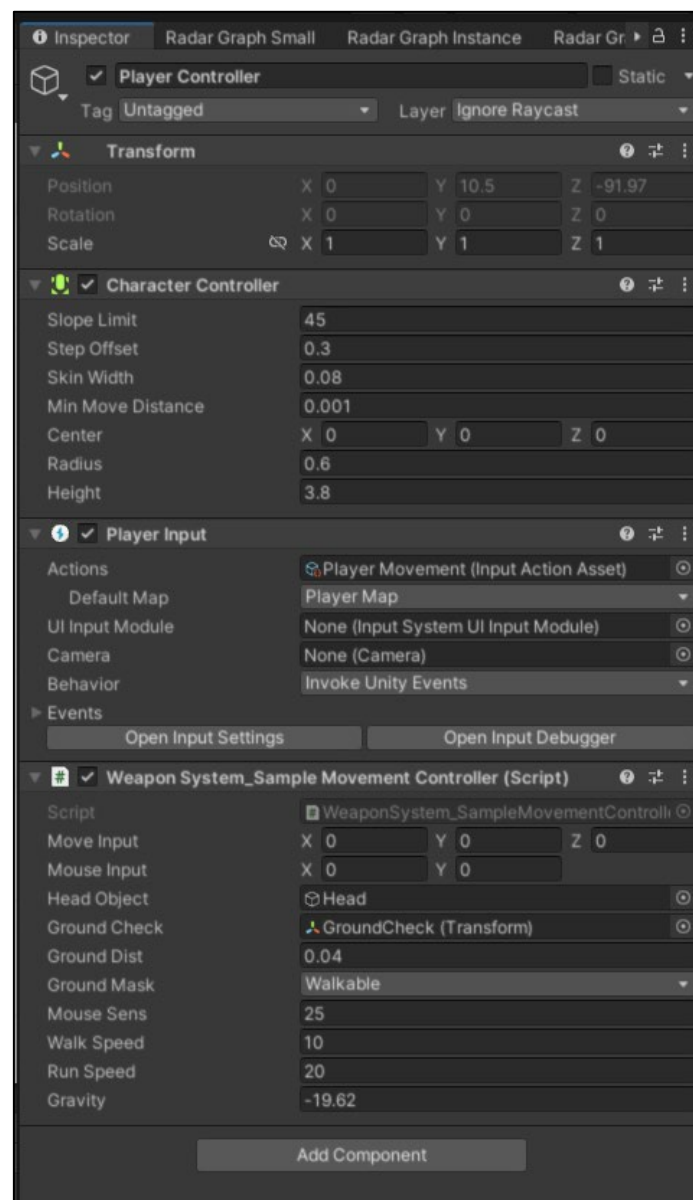 Inspector Radar Graph Small Radar Graph Instance Radar Gr
Player Controller Static
Tag Untagged Layer Ignore Raycast
Transform
Position X 0 Y 10.5 Z -91.97
Rotation X 0 Y 0 Z 0
Scale X 1 Y 1 Z 1
Character Controller
Slope Limit 45
Step Offset 0.3
Skin Width 0.08
Min Move Distance 0.001
Center X 0 Y 0 Z 0
Radius 0.6
Height 3.8
Player Input
Actions Player Movement (Input Action Asset)
Default Map Player Map
UI Input Module None (Input System UI Input Module)
Camera None (Camera)
Behavior Invoke Unity Events
Events
Open Input Settings Open Input Debugger
# Weapon System_Sample Movement Controller (Script)
Script WeaponSystem_SampleMovementControll
Move Input X 0 Y 0 Z 0
Mouse Input X 0 Y 0
Head Object Head
Ground Check GroundCheck (Transform)
Ground Dist 0.04
Ground Mask Walkable
Mouse Sens 25
Walk Speed 10
Run Speed 20
Gravity -19.62
Add Component